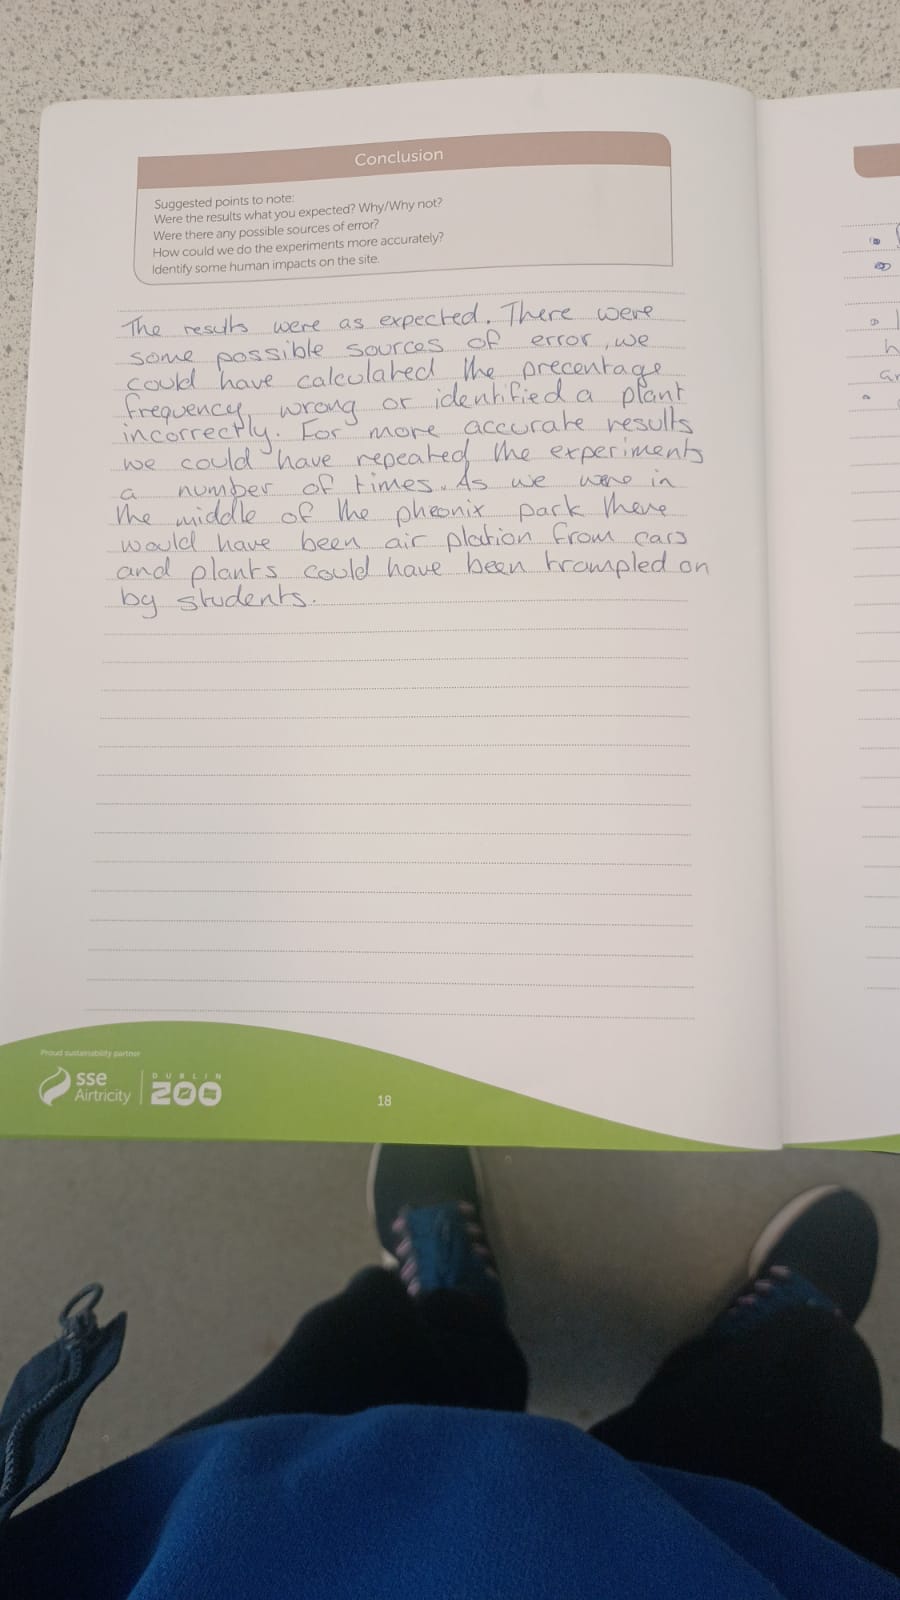 Conclusion
Suggested points to note:
Were the results what you expected? Why/Why not?
Were there any possible sources of error?
How could we do the experiments more accurately?
Identify some human impacts on the site.
The results were as expected. There were
some possible sources of error, we
could have calculated the precentage
frequency, wrong or identified a plant
incorrectly. For more accurate results
we could have repeated the experiments
a number of times. As we were in
the middle of the pheonix park there
would have been air plotion from cars
and plants could have been trampled on
by students.
Proud sustainability partner
sse
Airtricity
DUBLIN
ZOO
18